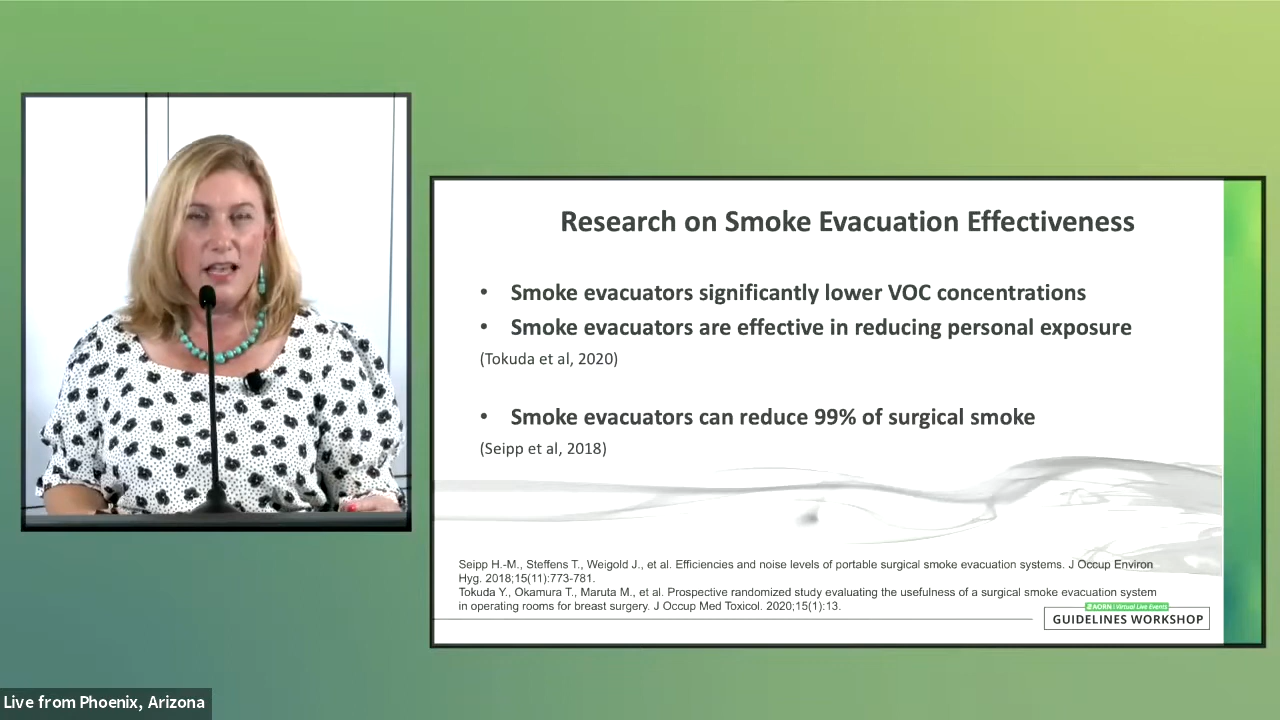 Research on Smoke Evacuation Effectiveness
• Smoke evacuators significantly lower VOC concentrations
• Smoke evacuators are effective in reducing personal exposure
(Tokuda et al, 2020)
• Smoke evacuators can reduce 99% of surgical smoke
(Seipp et al, 2018)
Seipp H.-M., Steffens T., Weigold J., et al. Efficiencies and noise levels of portable surgical smoke evacuation systems. J Occup Environ
Hyg. 2018;15(11):773-781.
Tokuda Y., Okamura T., Maruta M., et al. Prospective randomized study evaluating the usefulness of a surgical smoke evacuation system
in operating rooms for breast surgery. J Occup Med Toxicol. 2020;15(1):13.
AORN | Virtual Live Events
GUIDELINES WORKSHOP
Live from Phoenix, Arizona